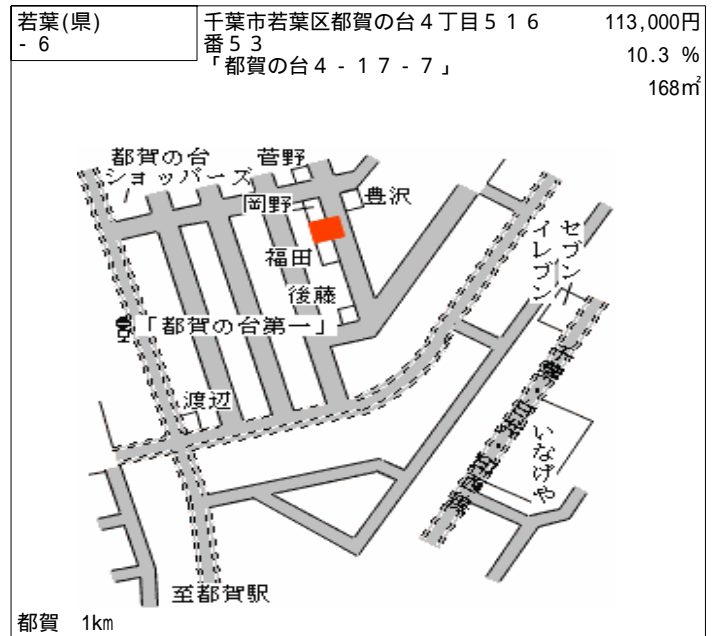 若葉(県)
- 6
千葉市若葉区都賀の台４丁目５１６
番５３
「都賀の台４‐１７‐７」
113,000円
10.3 %
168㎡
都賀の台
ショッパーズ
菅野
岡野
豊沢
セブン
イレブン
福田
後藤
「都賀の台第一」
渡辺
いなげや
至都賀駅
都賀 1km